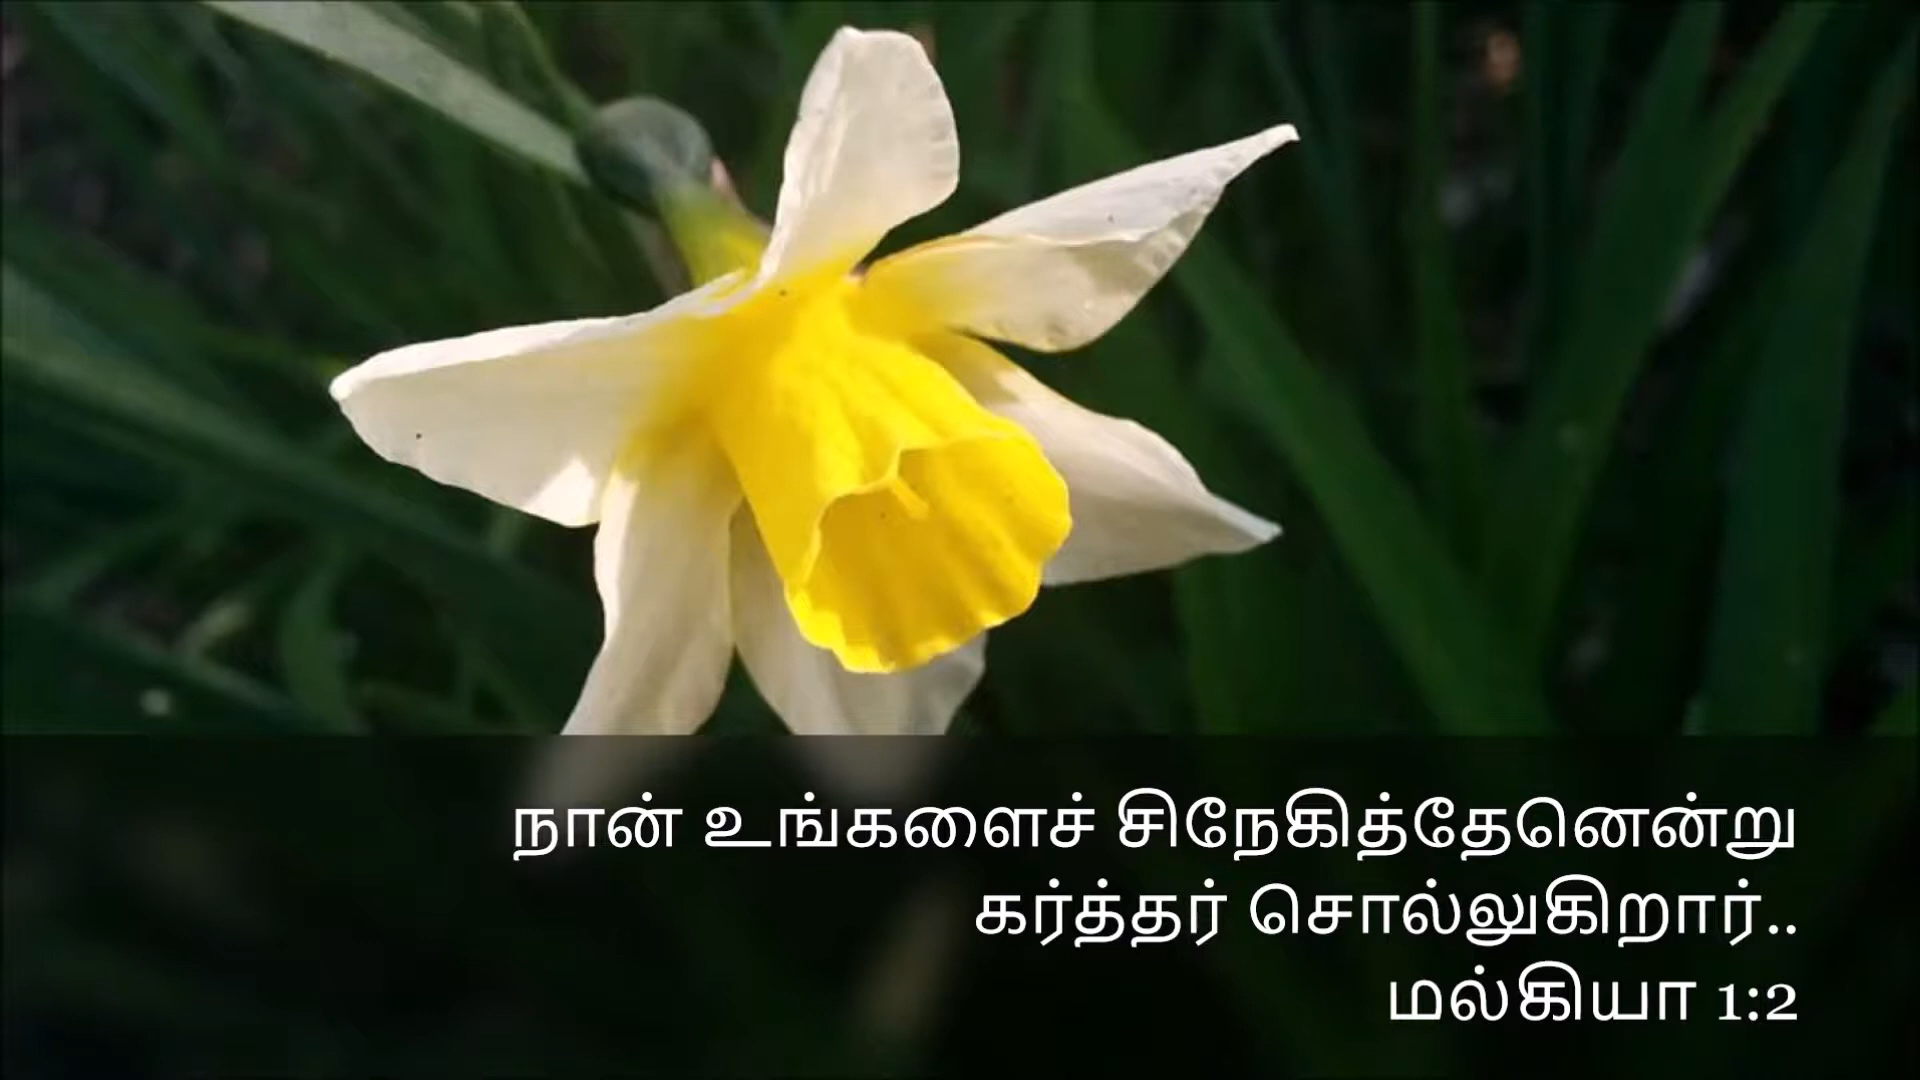 நான் உங்களைச் சிநேகித்தேனென்று
கர்த்தர் சொல்லுகிறார்..
மல்கியா 1:2